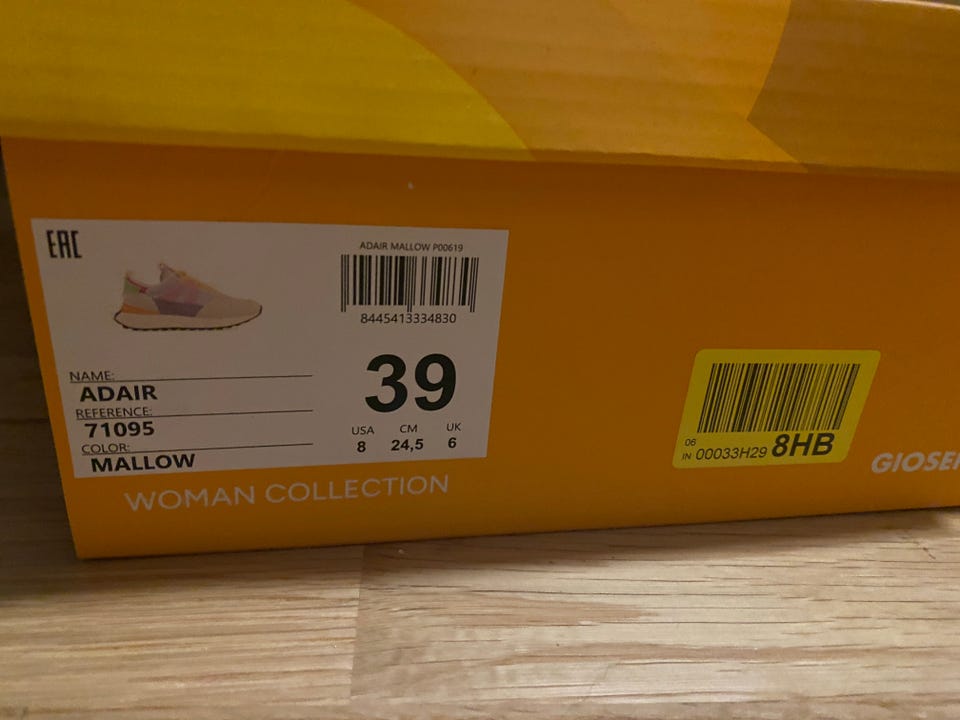 EAC
ADAIR MALLOW P00619
8445413334830
NAME:
ADAIR
REFERENCE:
71095
COLOR:
MALLOW
39
USA CM UK
8 24,5 6
WOMAN COLLECTION
06
IN 00033H29 8HB
GIOSE